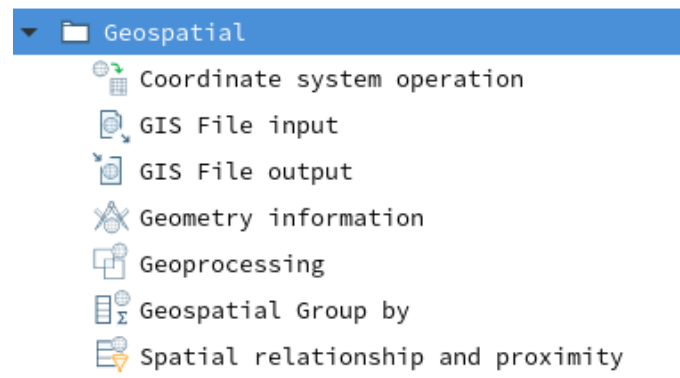 Geospatial
Coordinate system operation
GIS File input
GIS File output
Geometry information
Geoprocessing
Geospatial Group by
Spatial relationship and proximity